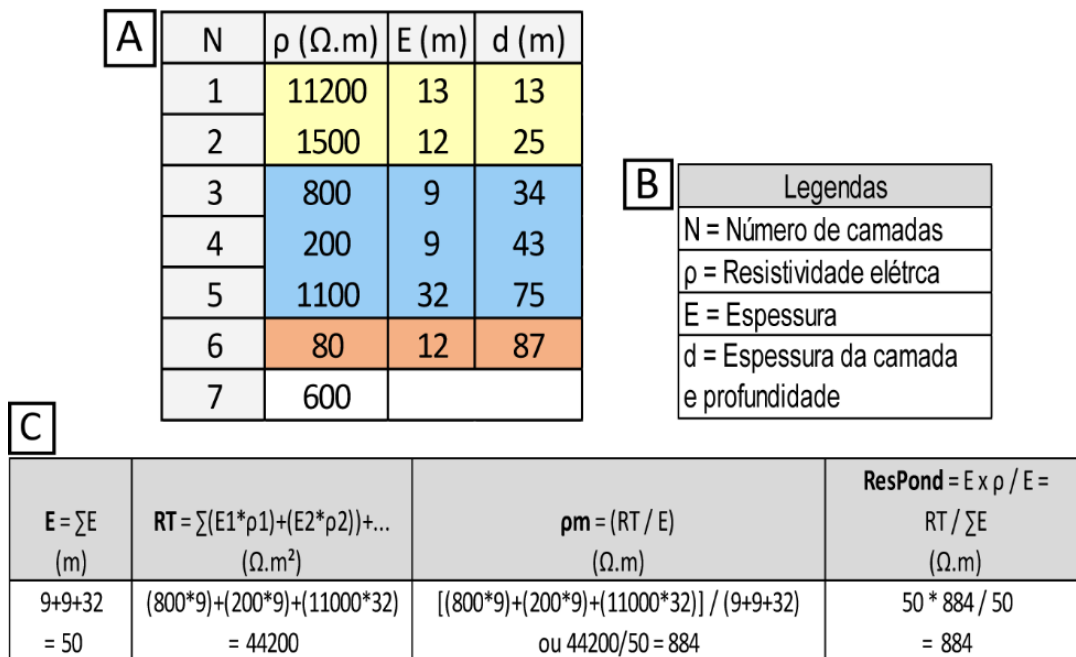 A
N ρ (Ω.m) E (m) d (m)
1 11200 13 13
2 1500 12 25
3 800 9 34
4 200 9 43
5 1100 32 75
6 80 12 87
7 600
B
Legendas
N = Número de camadas
ρ = Resistividade elétrca
E = Espessura
d = Espessura da camada
e profundidade
C
ResPond = E x ρ / E =
E = ∑E RT = ∑(E1*ρ1)+(E2*ρ2))+... ρm = (RT / E) RT / ∑E
(m) (Ω.m²) (Ω.m) (Ω.m)
9+9+32 (800*9)+(200*9)+(11000*32) [(800*9)+(200*9)+(11000*32)] / (9+9+32) 50 * 884 / 50
= 50 = 44200 ou 44200/50 = 884 = 884